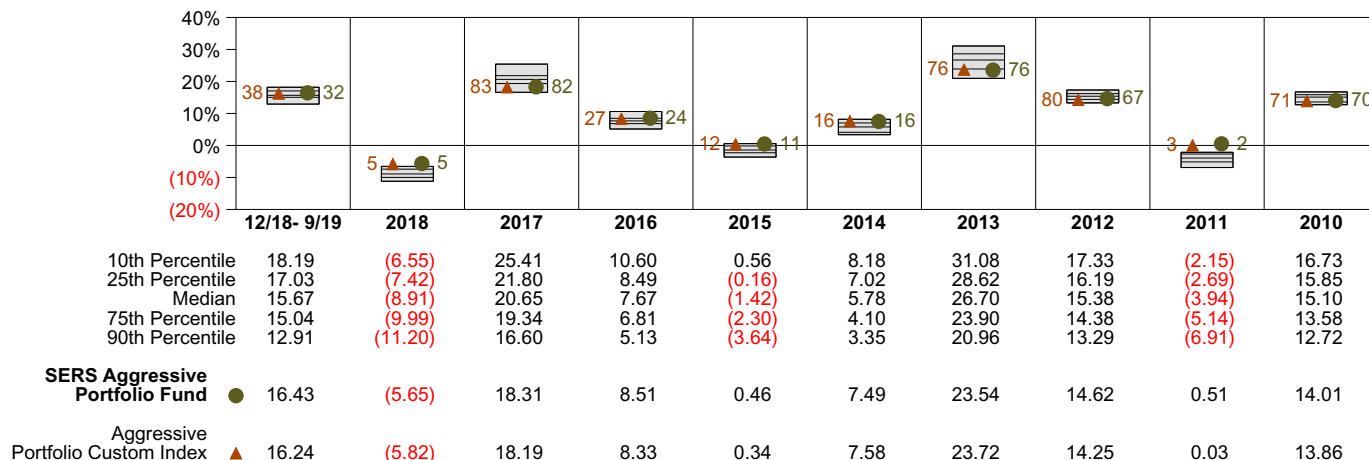 40%
30%
20%
10%
0%
(10%)
(20%)
38 32
5 5
83 82
27 24
12 11
16 16
76 76
80 67
3 2
71 70
12/18- 9/19 2018 2017 2016 2015 2014 2013 2012 2011 2010
10th Percentile 18.19 (6.55) 25.41 10.60 0.56 8.18 31.08 17.33 (2.15) 16.73
25th Percentile 17.03 (7.42) 21.80 8.49 (0.16) 7.02 28.62 16.19 (2.69) 15.85
Median 15.67 (8.91) 20.65 7.67 (1.42) 5.78 26.70 15.38 (3.94) 15.10
75th Percentile 15.04 (9.99) 19.34 6.81 (2.30) 4.10 23.90 14.38 (5.14) 13.58
90th Percentile 12.91 (11.20) 16.60 5.13 (3.64) 3.35 20.96 13.29 (6.91) 12.72
SERS Aggressive
Portfolio Fund 16.43 (5.65) 18.31 8.51 0.46 7.49 23.54 14.62 0.51 14.01
Aggressive
Portfolio Custom Index 16.24 (5.82) 18.19 8.33 0.34 7.58 23.72 14.25 0.03 13.86